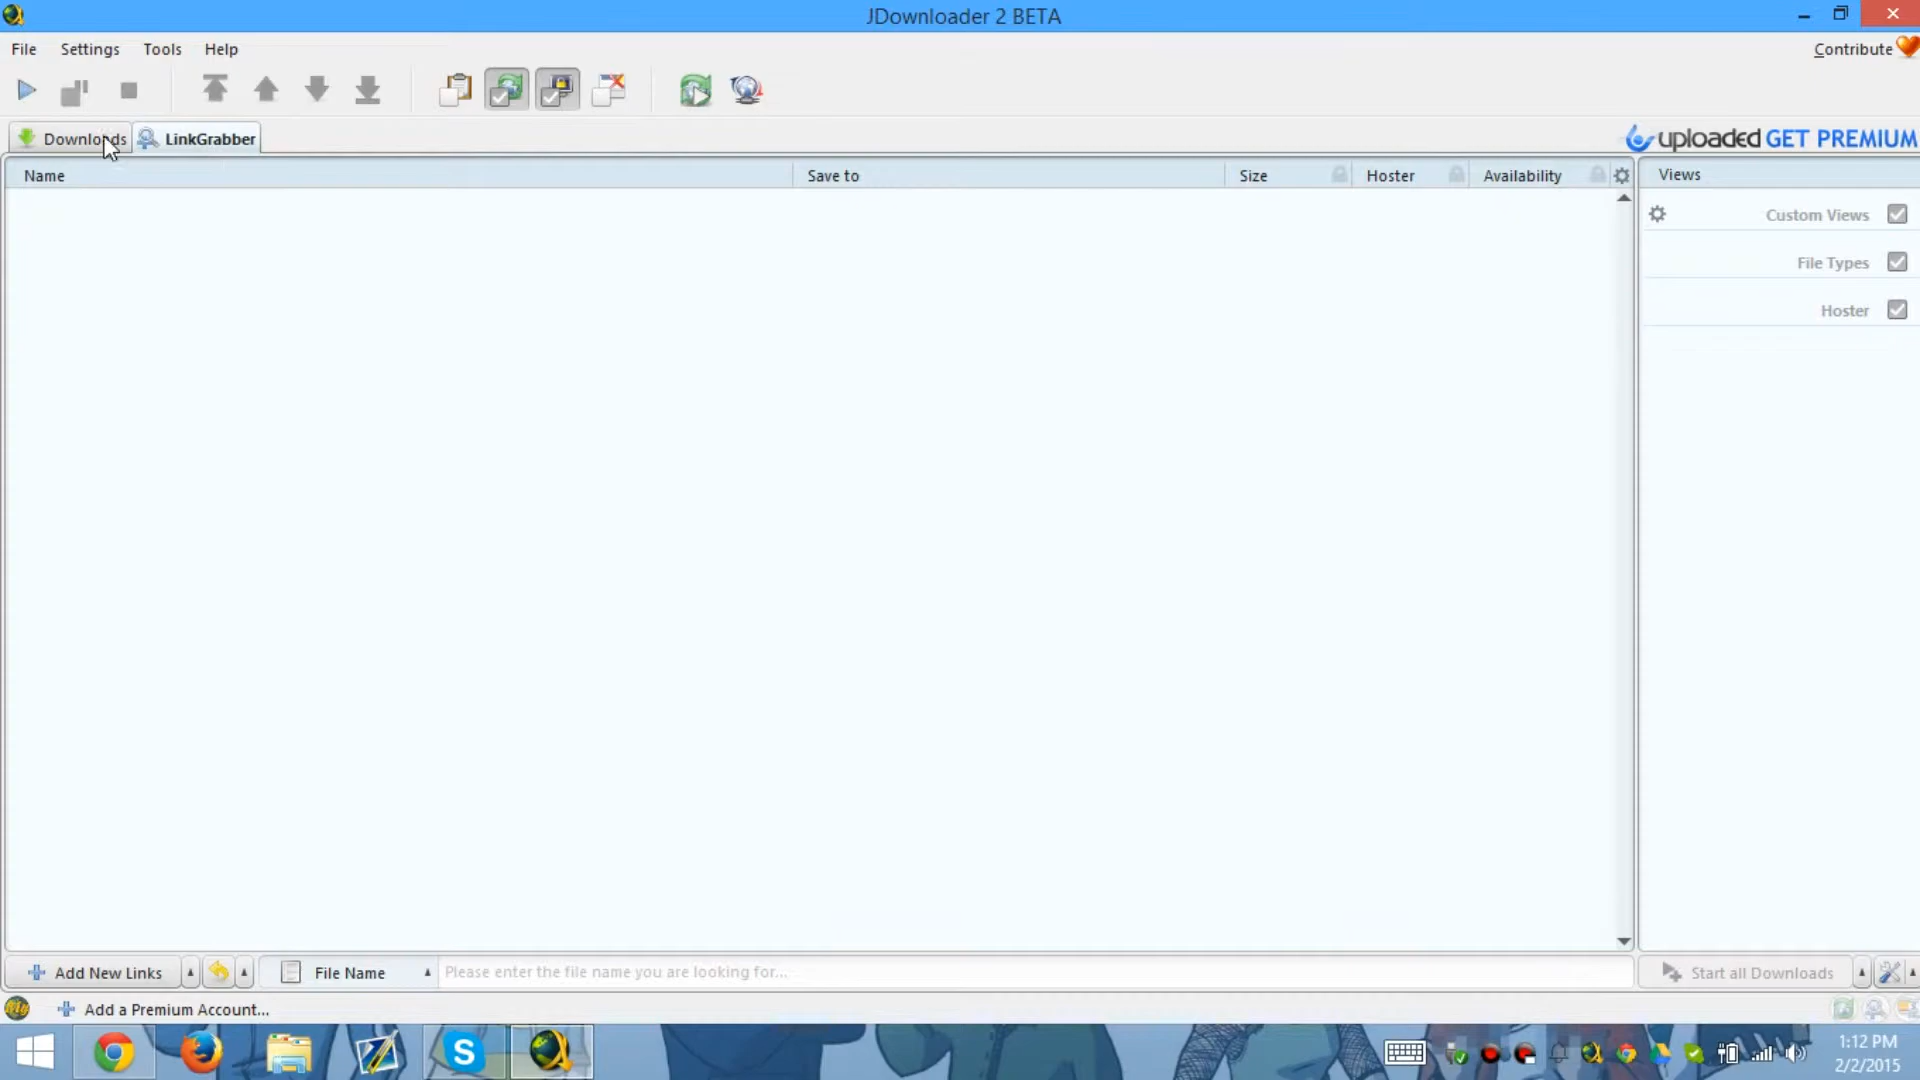 JDownloader 2 BETA
File Settings Tools Help
Contribute
Downloads LinkGrabber
uploaded GET PREMIUM
Name Save to Size Hoster Availability Views
Custom Views
File Types
Hoster
Add New Links File Name Please enter the file name you are looking for... Start all Downloads
Add a Premium Account...
1:12 PM
2/2/2015